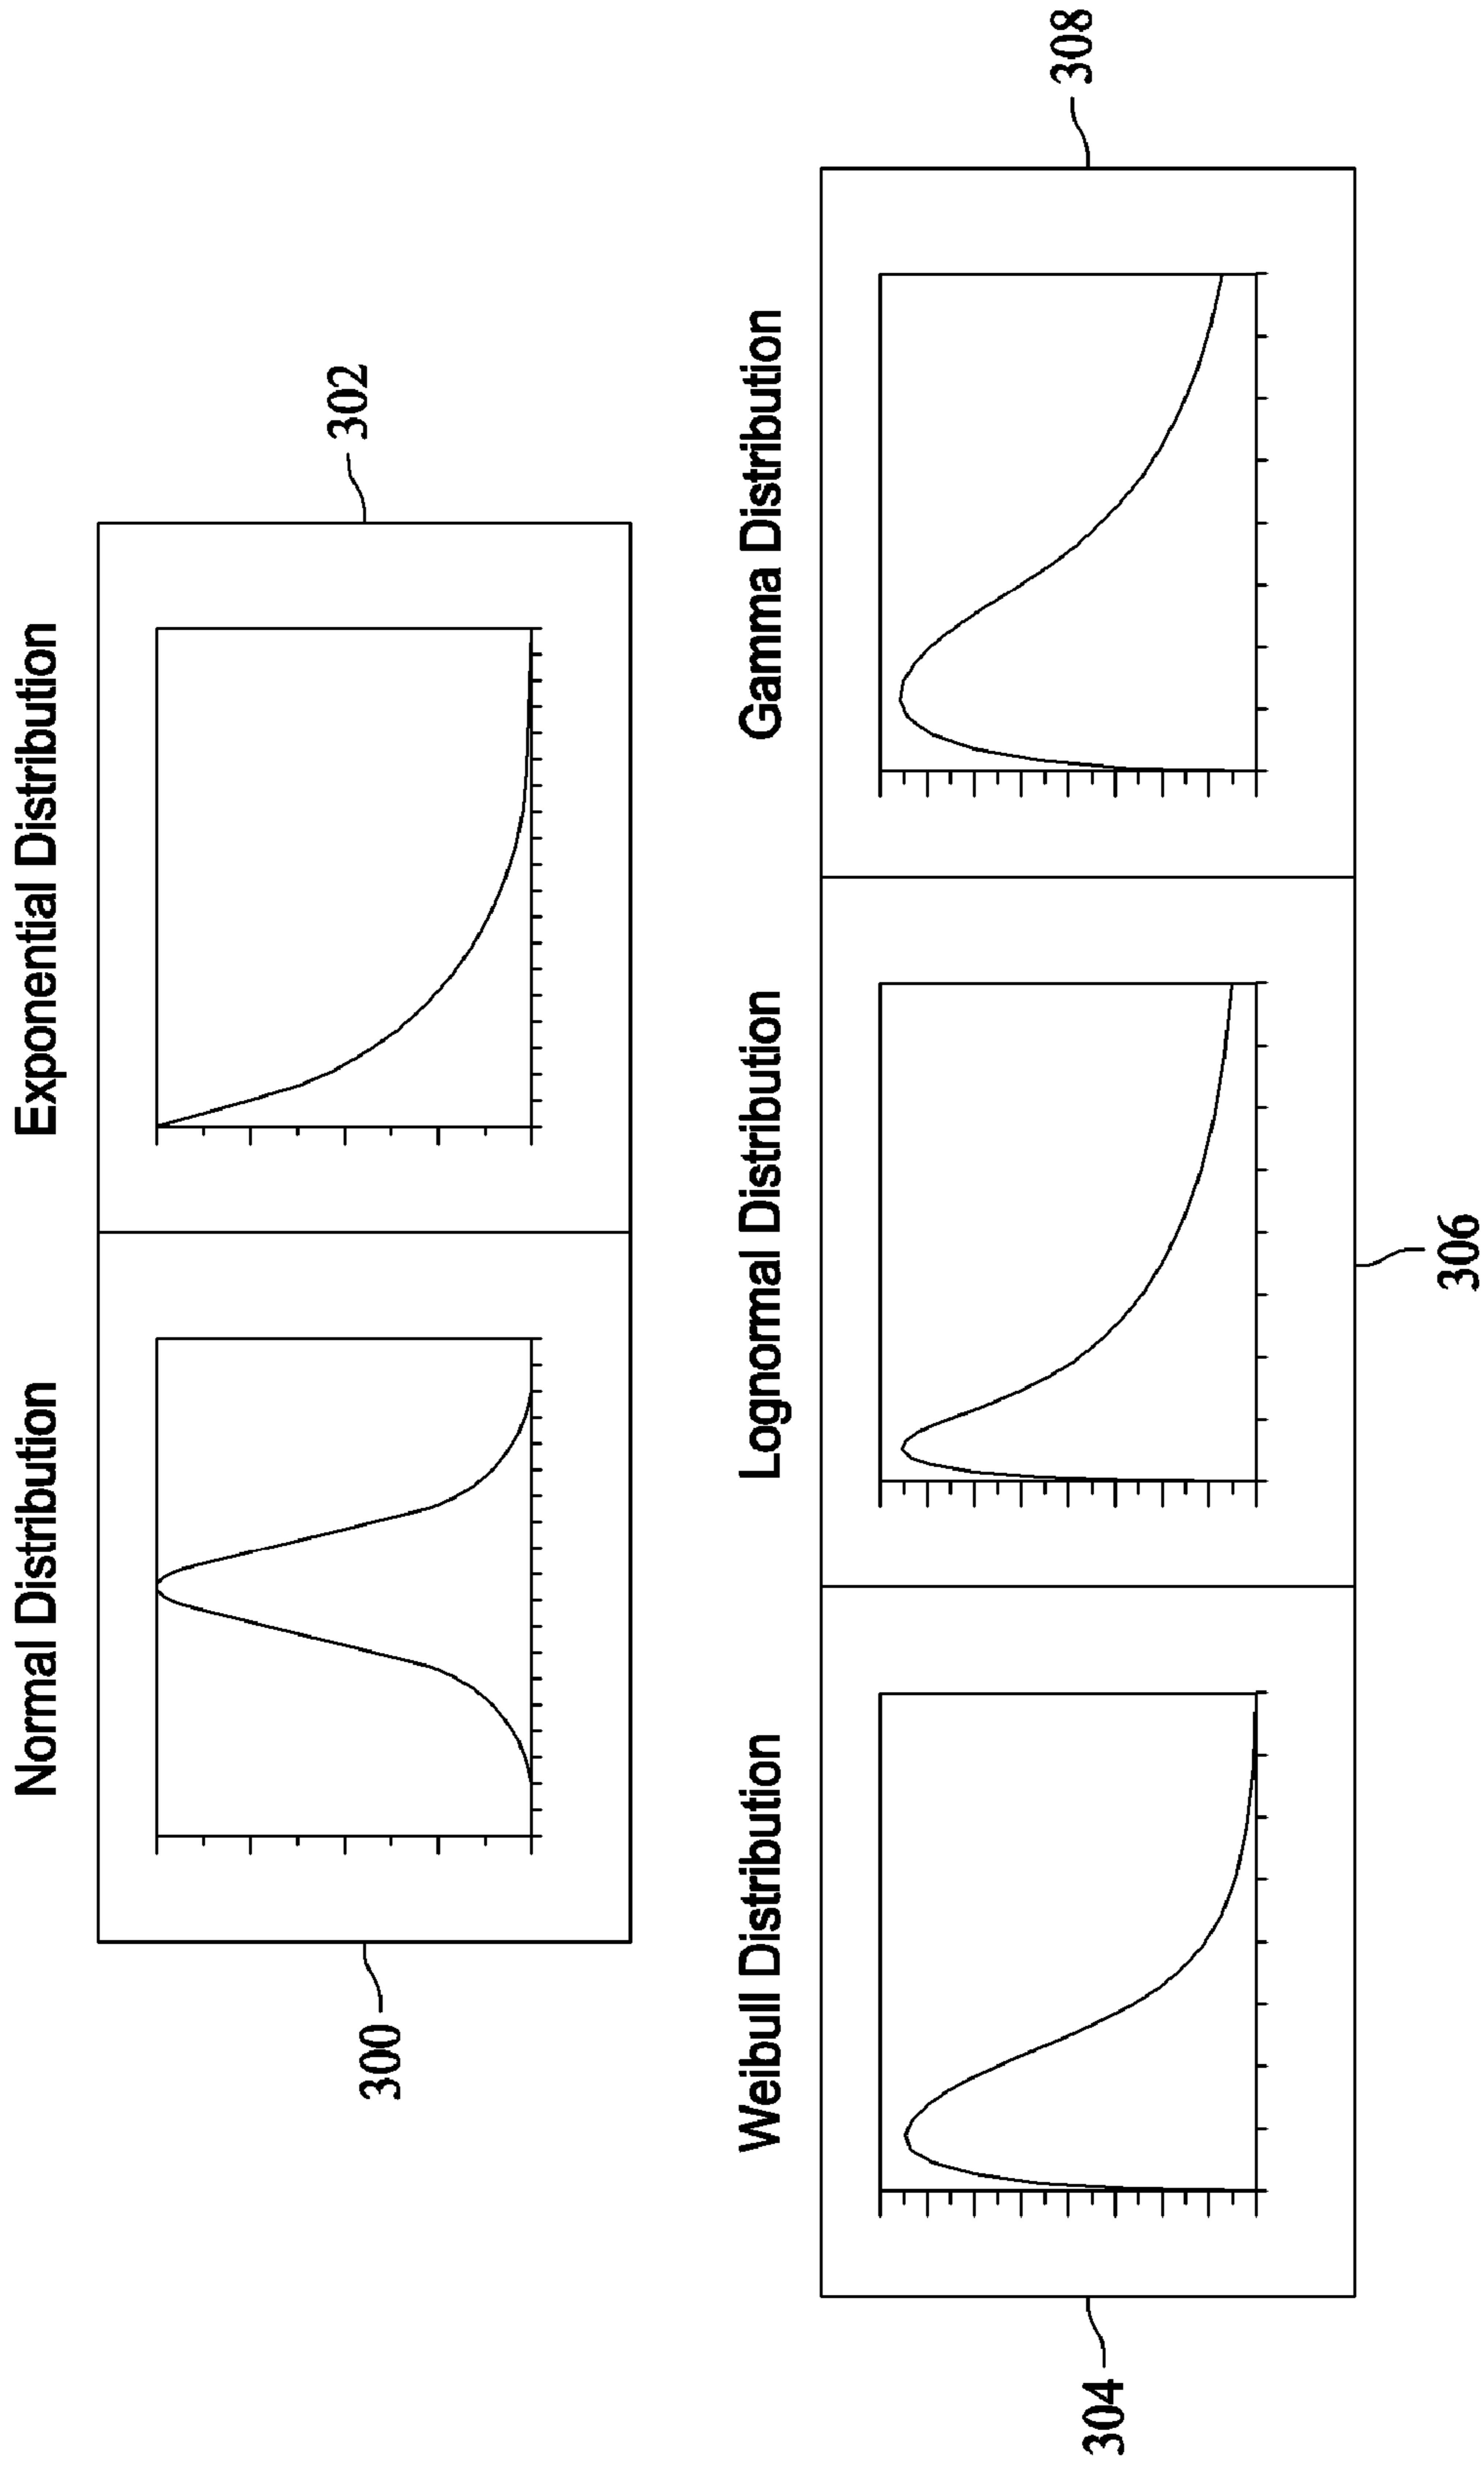 Normal Distribution
Exponential Distribution
300
302
Weibull Distribution
Lognormal Distribution
Gamma Distribution
304
306
308